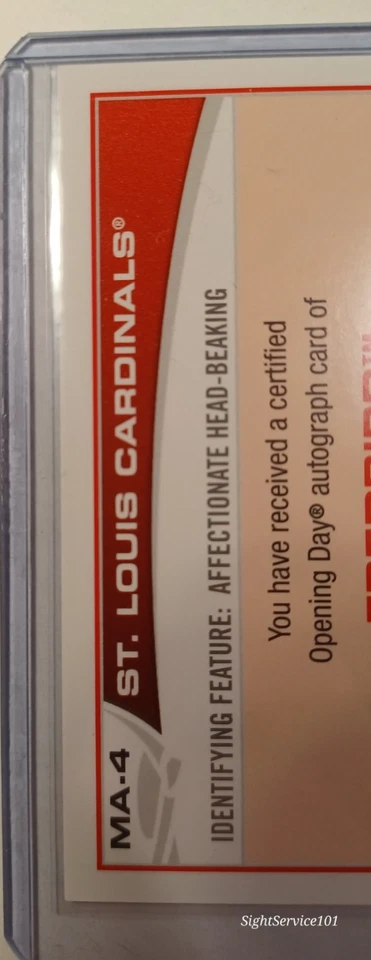 MA-4
ST. LOUIS CARDINALS®
IDENTIFYING FEATURE: AFFECTIONATE HEAD-BEAKING
You have received a certified
Opening Day® autograph card of
SightService101